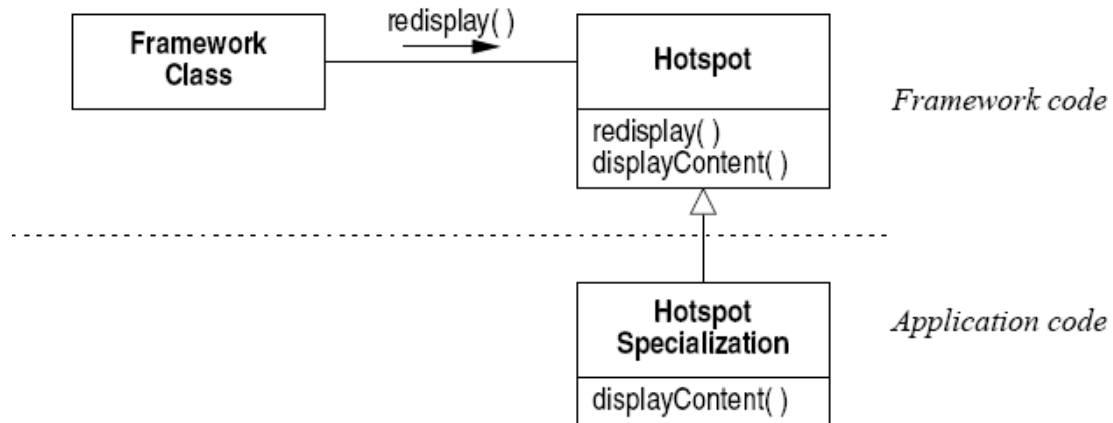 redisplay( )
Framework
Class
Hotspot
Framework code
redisplay( )
displayContent( )
Hotspot
Specialization
Application code
displayContent( )